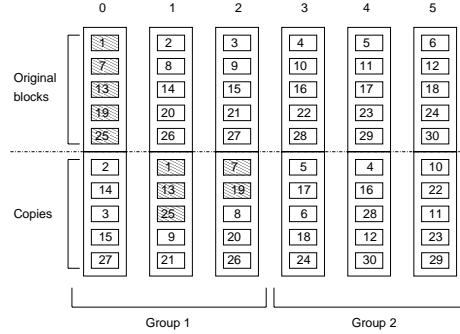 0 1 2 3 4 5
1 2 3 4 5 6
7 8 9 10 11 12
Original
blocks
13 14 15 16 17 18
19 20 21 22 23 24
25 26 27 28 29 30
2 1 7 5 4 10
14 13 19 17 16 22
Copies
3 25 8 6 28 11
15 9 20 18 12 23
27 21 26 24 30 29
Group 1 Group 2